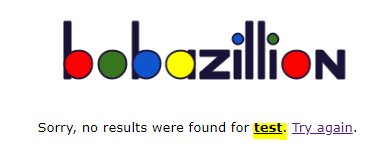 bobazillion
Sorry, no results were found for test. Try again.